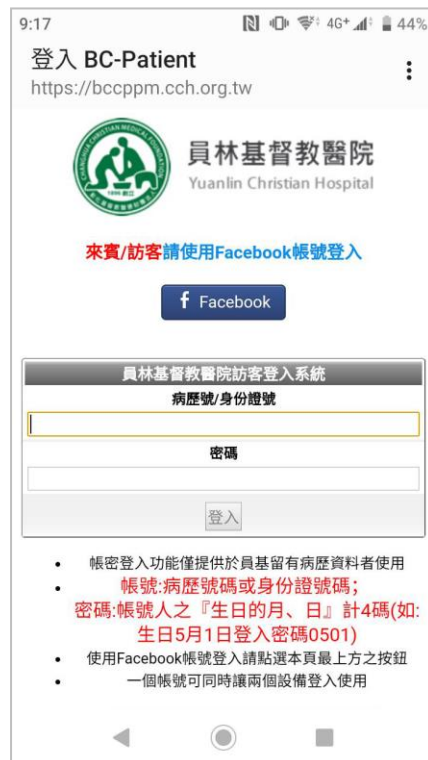 9:17
4G+
44%
登入 BC-Patient
https://bccppm.cch.org.tw
員林基督教醫院
Yuanlin Christian Hospital
來賓/訪客請使用Facebook帳號登入
f Facebook
員林基督教醫院訪客登入系統
病歷號/身份證號
密碼
登入
• 帳密登入功能僅提供於員基留有病歷資料者使用
• 帳號:病歷號碼或身份證號碼;
密碼:帳號人之『生日的月、日』計4碼(如:
生日5月1日登入密碼0501)
• 使用Facebook帳號登入請點選本頁最上方之按鈕
• 一個帳號可同時讓兩個設備登入使用